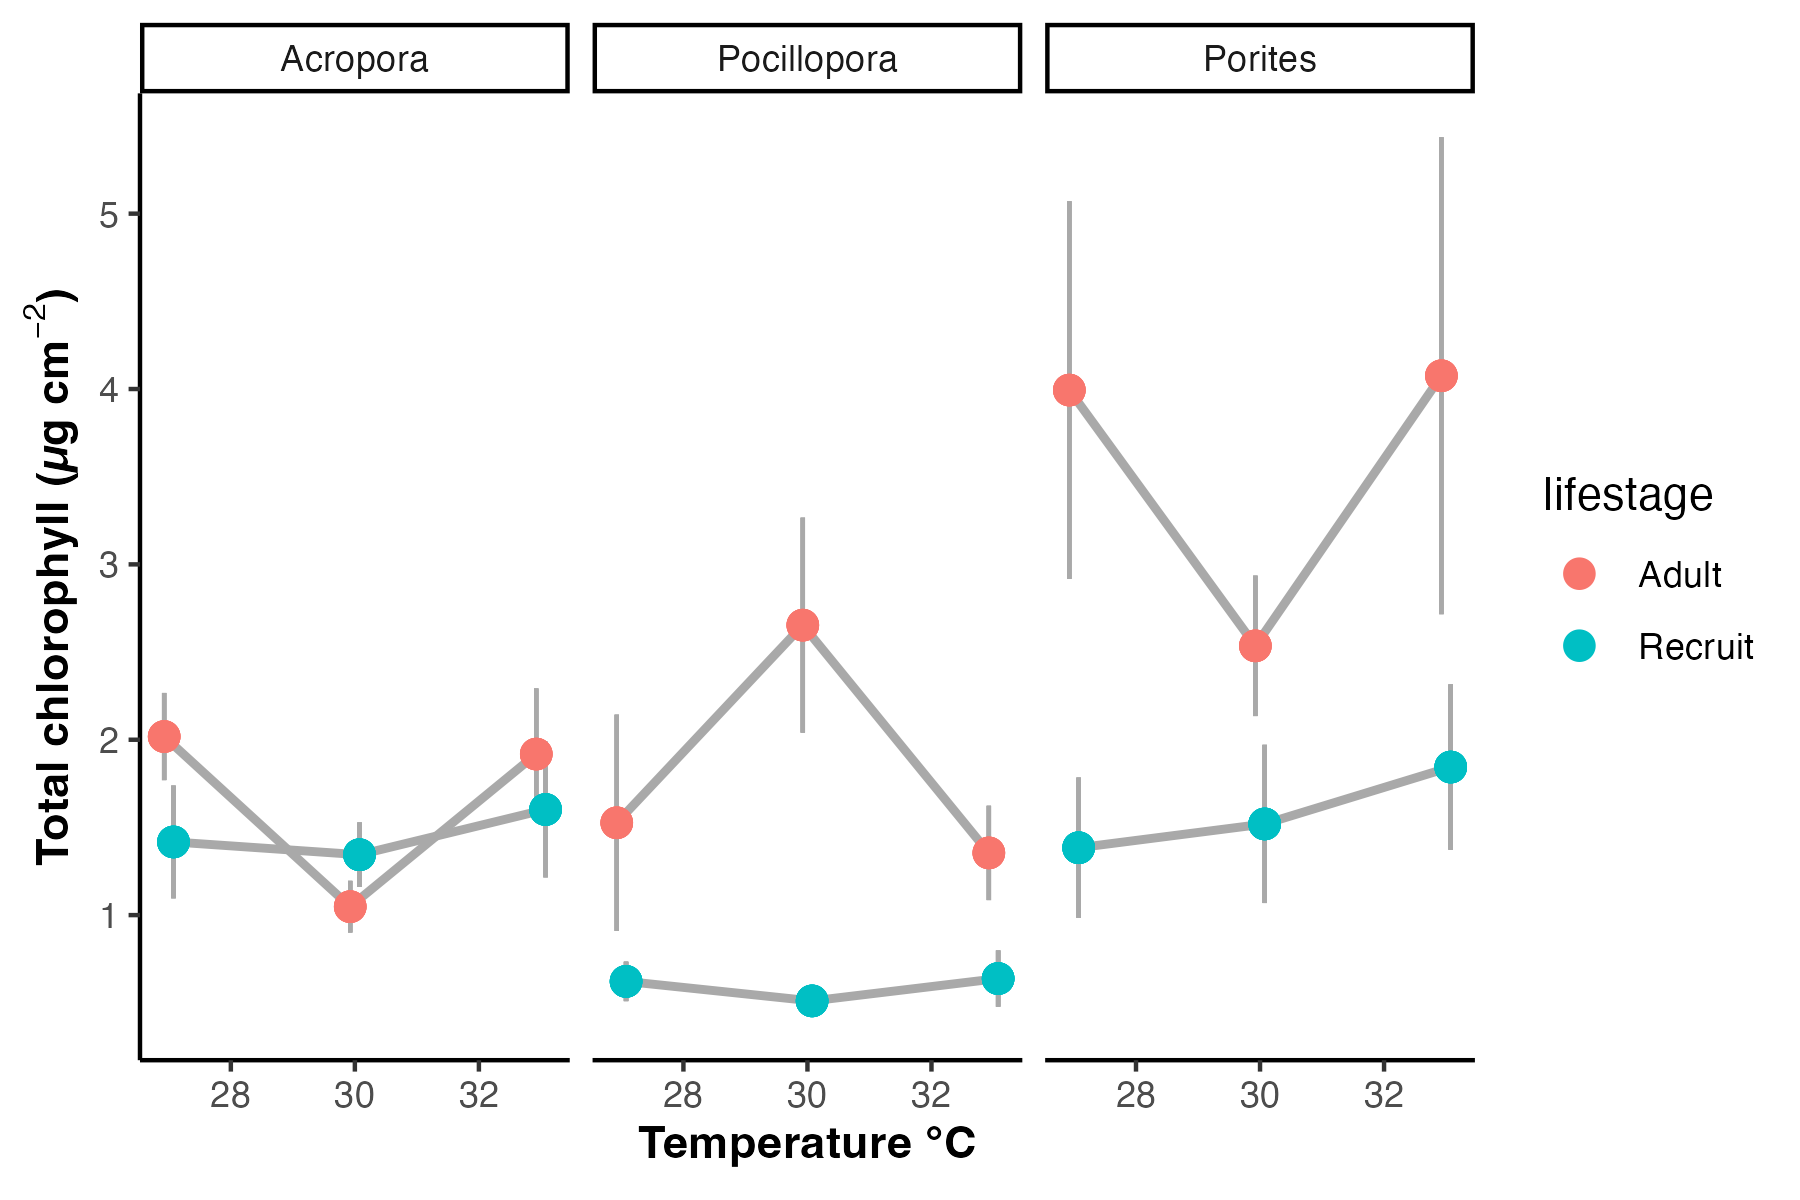 Acropora
Pocillopora
Porites
Total chlorophyll (µg cm⁻²)
5
4
3
2
1
28 30 32
28 30 32
28 30 32
Temperature °C
lifestage
Adult
Recruit